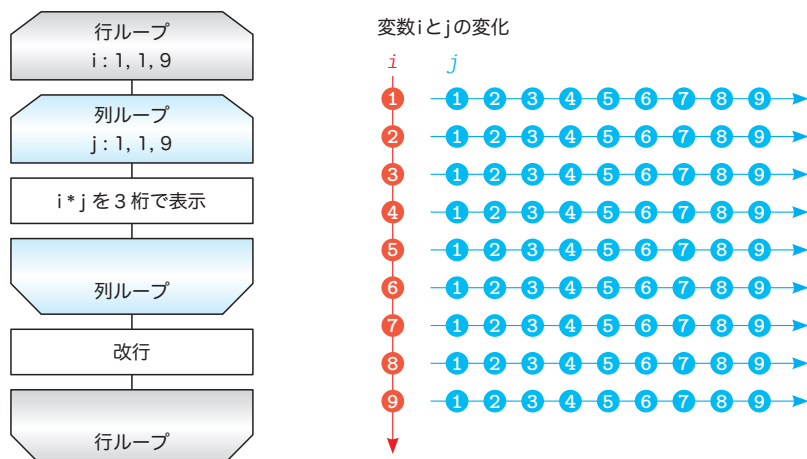 行ループ
i : 1, 1, 9
列ループ
j : 1, 1, 9
i * j を3桁で表示
列ループ
改行
行ループ
変数iとjの変化
i j
1 1 2 3 4 5 6 7 8 9
2 1 2 3 4 5 6 7 8 9
3 1 2 3 4 5 6 7 8 9
4 1 2 3 4 5 6 7 8 9
5 1 2 3 4 5 6 7 8 9
6 1 2 3 4 5 6 7 8 9
7 1 2 3 4 5 6 7 8 9
8 1 2 3 4 5 6 7 8 9
9 1 2 3 4 5 6 7 8 9